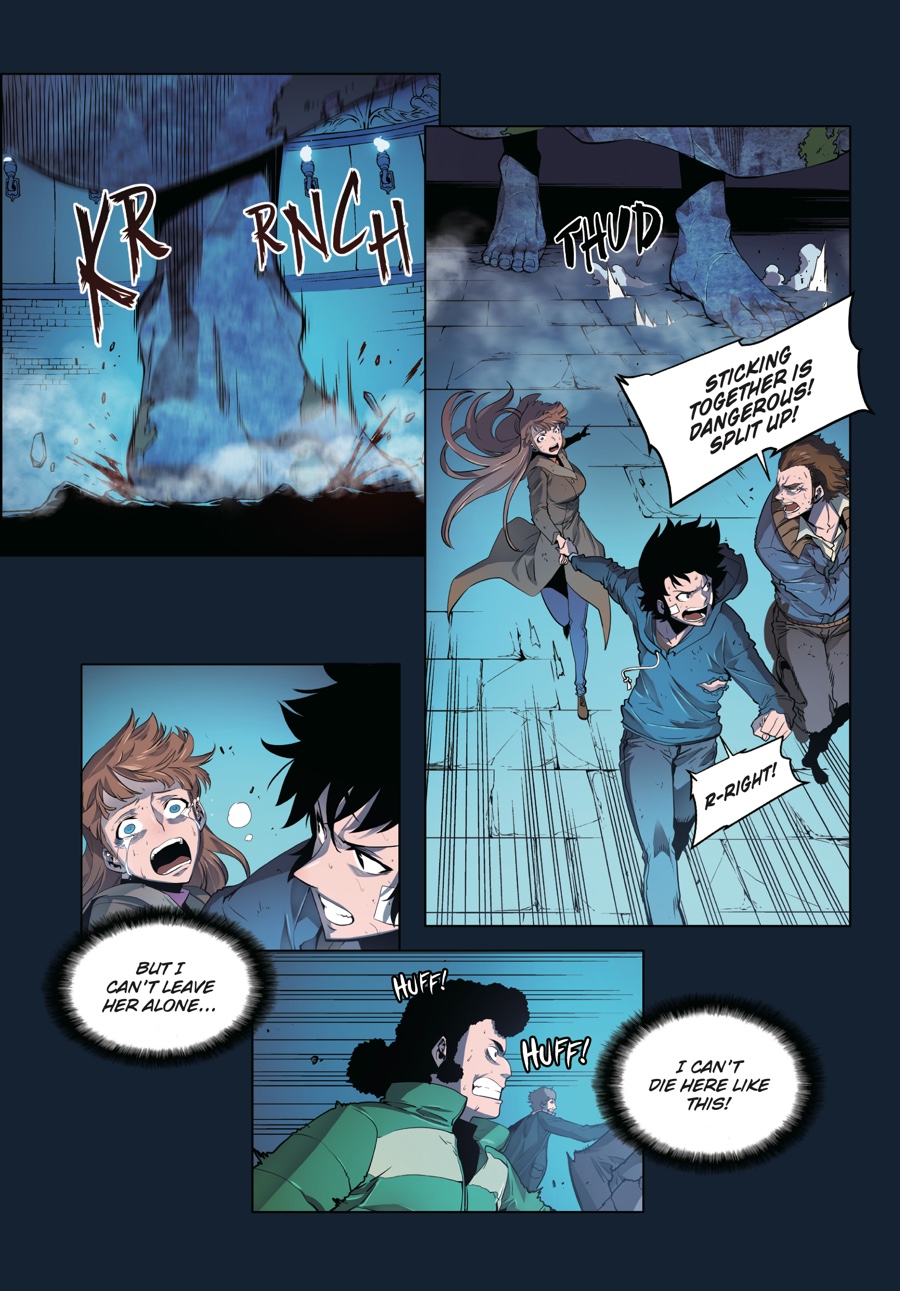 KR
RNCH
THUD
STICKING
TOGETHER IS
DANGEROUS!
SPLIT UP!
R-RIGHT!
BUT I
CAN'T LEAVE
HER ALONE...
HUFF!
HUFF!
I CAN'T
DIE HERE LIKE
THIS!